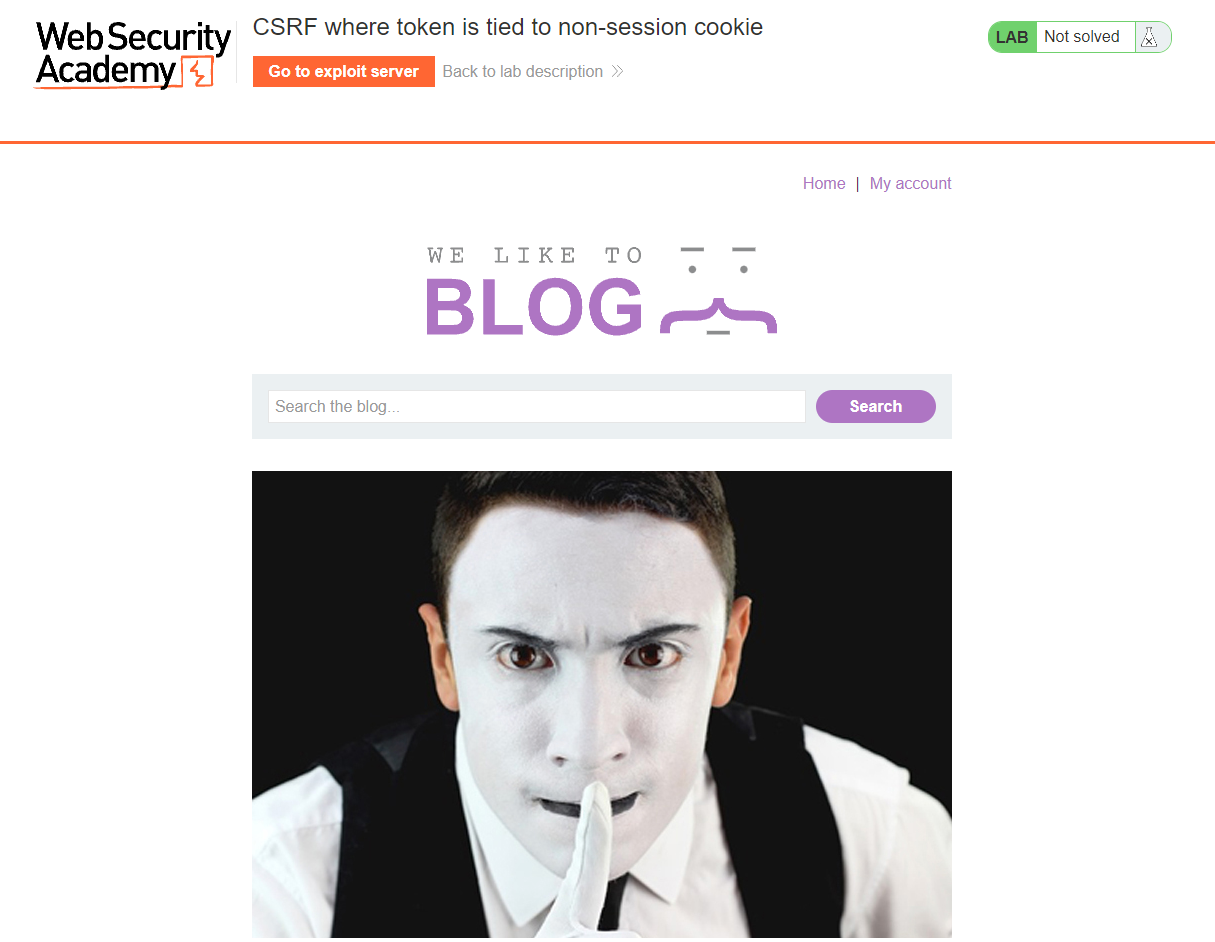 Web Security
Academy
CSRF where token is tied to non-session cookie
Go to exploit server
Back to lab description
LAB
Not solved
Home | My account
WE LIKE TO
BLOG
Search the blog...
Search